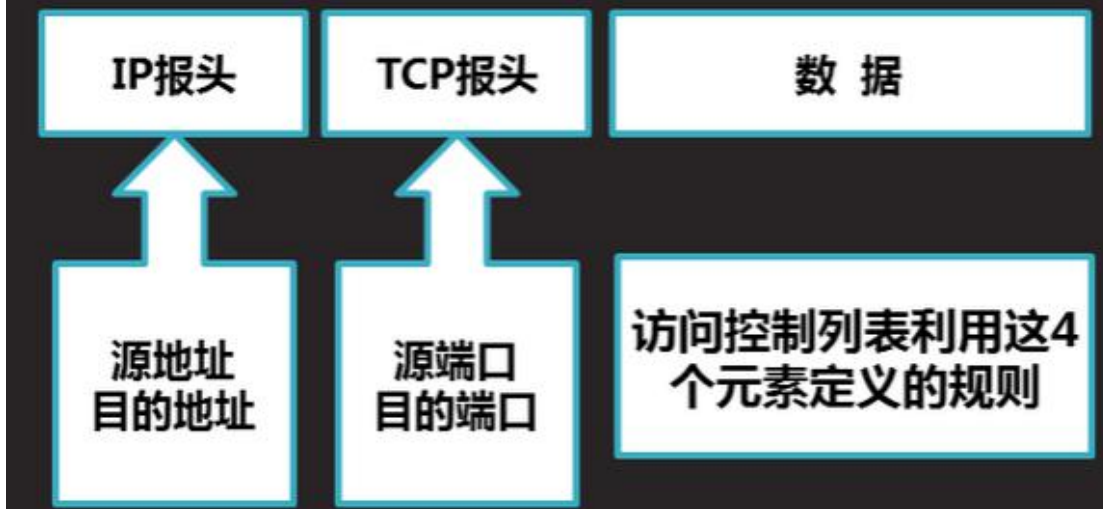 IP报头
TCP报头
数 据
源地址
目的地址
源端口
目的端口
访问控制列表利用这4
个元素定义的规则